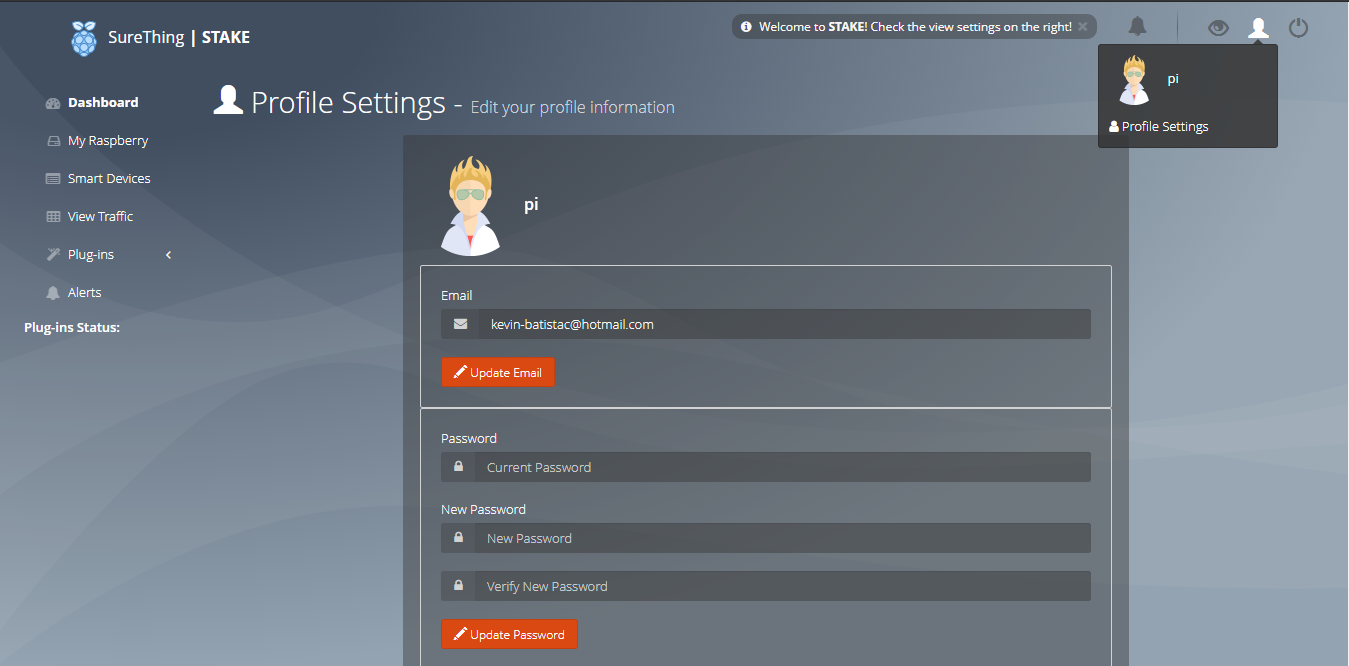 SureThing | STAKE
Welcome to STAKE! Check the view settings on the right!
pi
Profile Settings
Dashboard
My Raspberry
Smart Devices
View Traffic
Plug-ins
Alerts
Plug-ins Status:
Profile Settings - Edit your profile information
pi
Email
kevin-batistac@hotmail.com
Update Email
Password
Current Password
New Password
New Password
Verify New Password
Update Password